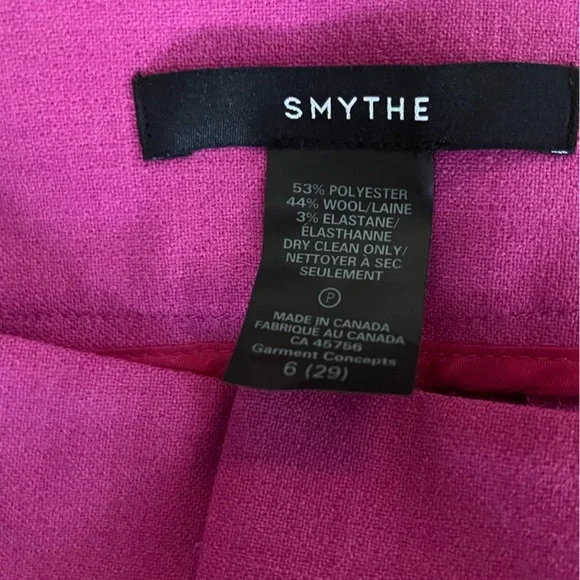 SMYTHE
53% POLYESTER
44% WOOL/LAINE
3% ELASTANE/
ÉLASTHANNE
DRY CLEAN ONLY/
NETTOYER À SEC
SEULEMENT
P
MADE IN CANADA
FABRIQUÉ AU CANADA
CA 45756
Garment Concepts
6 (29)